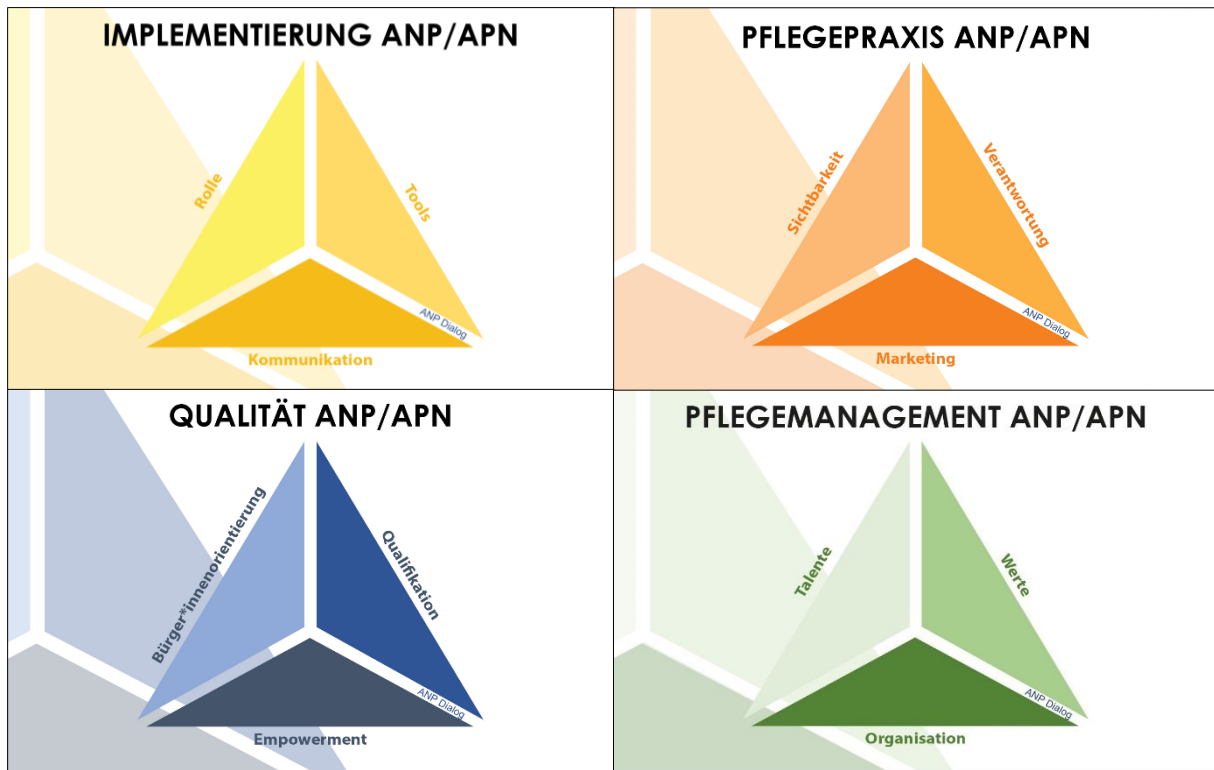 IMPLEMENTIERUNG ANP/APN
Rolle
Tools
ANP Dialog
Kommunikation
PFLEGEPRAXIS ANP/APN
Sichtbarkeit
Verantwortung
ANP Dialog
Marketing
QUALITÄT ANP/APN
Bürger*innenorientierung
Qualifikation
ANP Dialog
Empowerment
PFLEGEMANAGEMENT ANP/APN
Talente
Werte
ANP Dialog
Organisation